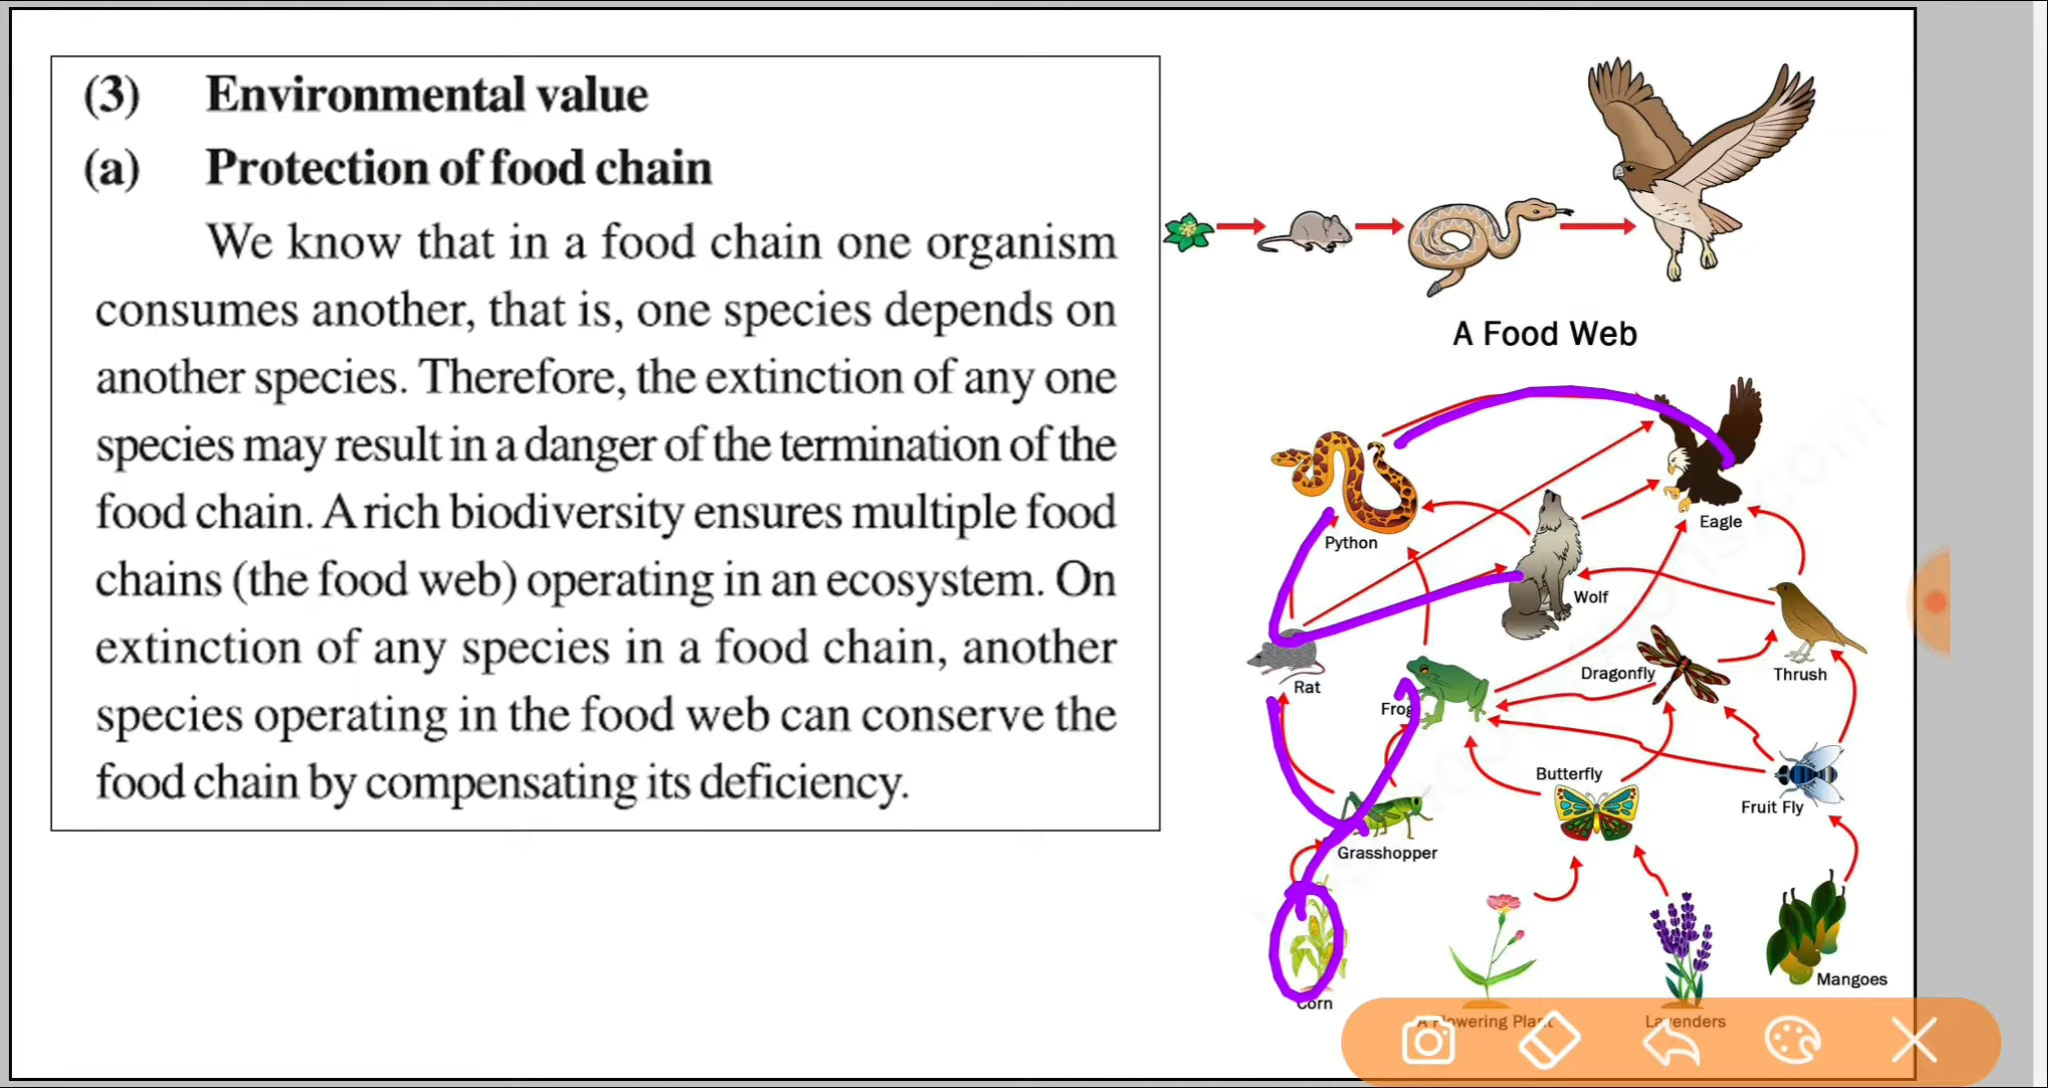 (3) Environmental value
(a) Protection of food chain
We know that in a food chain one organism
consumes another, that is, one species depends on
another species. Therefore, the extinction of any one
species may result in a danger of the termination of the
food chain. A rich biodiversity ensures multiple food
chains (the food web) operating in an ecosystem. On
extinction of any species in a food chain, another
species operating in the food web can conserve the
food chain by compensating its deficiency.
A Food Web
Eagle
Python
Wolf
Dragonfly
Thrush
Rat
Frog
Butterfly
Fruit Fly
Grasshopper
Mangoes
Corn
A Flowering Plant
Lavenders